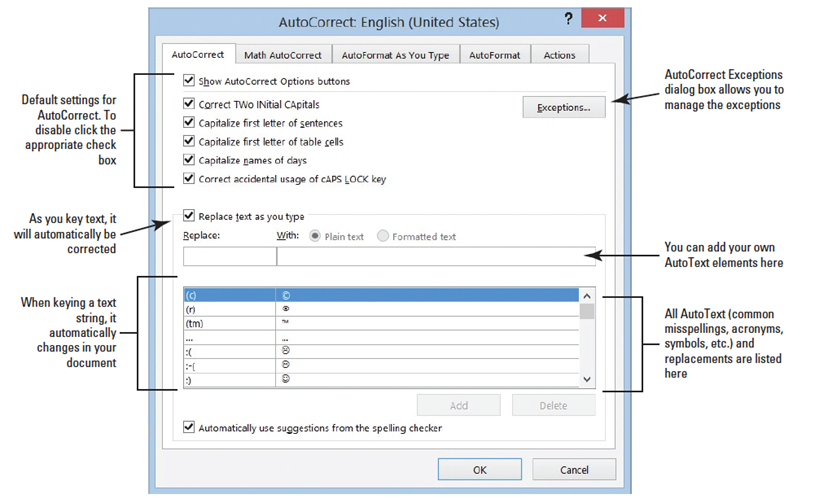 AutoCorrect: English (United States)
?
AutoCorrect
Math AutoCorrect
AutoFormat As You Type
AutoFormat
Actions
Show AutoCorrect Options buttons
Correct TWo INitial CApitals
Exceptions...
Capitalize first letter of sentences
Capitalize first letter of table cells
Capitalize names of days
Correct accidental usage of cAPS LOCK key
Replace text as you type
Replace:
With:
Plain text
Formatted text
(c) ©
(r) ®
(tm) ™
... ...
:( ☹
:-( ☹
:) ☺
Add
Delete
Automatically use suggestions from the spelling checker
OK
Cancel
Default settings for
AutoCorrect. To
disable click the
appropriate check
box
As you key text, it
will automatically be
corrected
When keying a text
string, it
automatically
changes in your
document
AutoCorrect Exceptions
dialog box allows you to
manage the exceptions
You can add your own
AutoText elements here
All AutoText (common
misspellings, acronyms,
symbols, etc.) and
replacements are listed
here